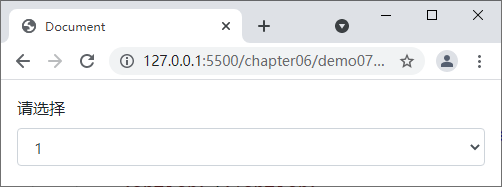 Document
127.0.0.1:5500/chapter06/demo07...
请选择
1